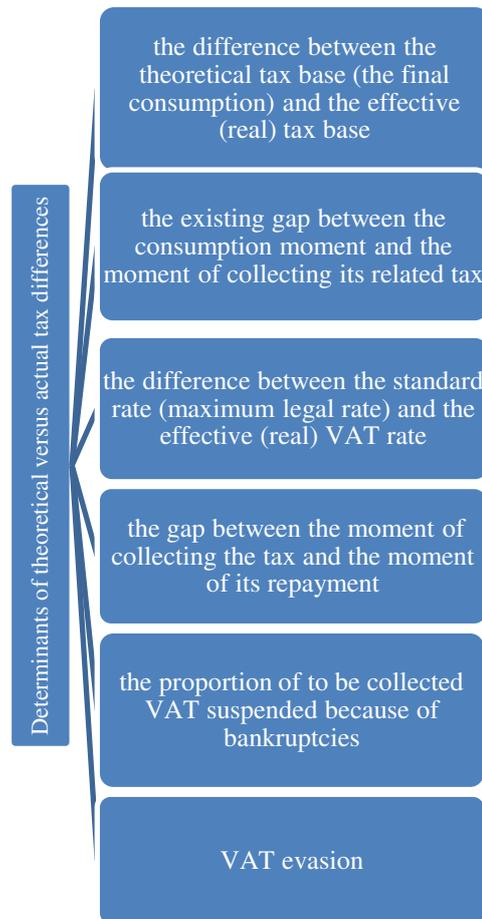 Determinants of theoretical versus actual tax differences
the difference between the
theoretical tax base (the final
consumption) and the effective
(real) tax base
the existing gap between the
consumption moment and the
moment of collecting its related tax
the difference between the standard
rate (maximum legal rate) and the
effective (real) VAT rate
the gap between the moment of
collecting the tax and the moment
of its repayment
the proportion of to be collected
VAT suspended because of
bankruptcies
VAT evasion